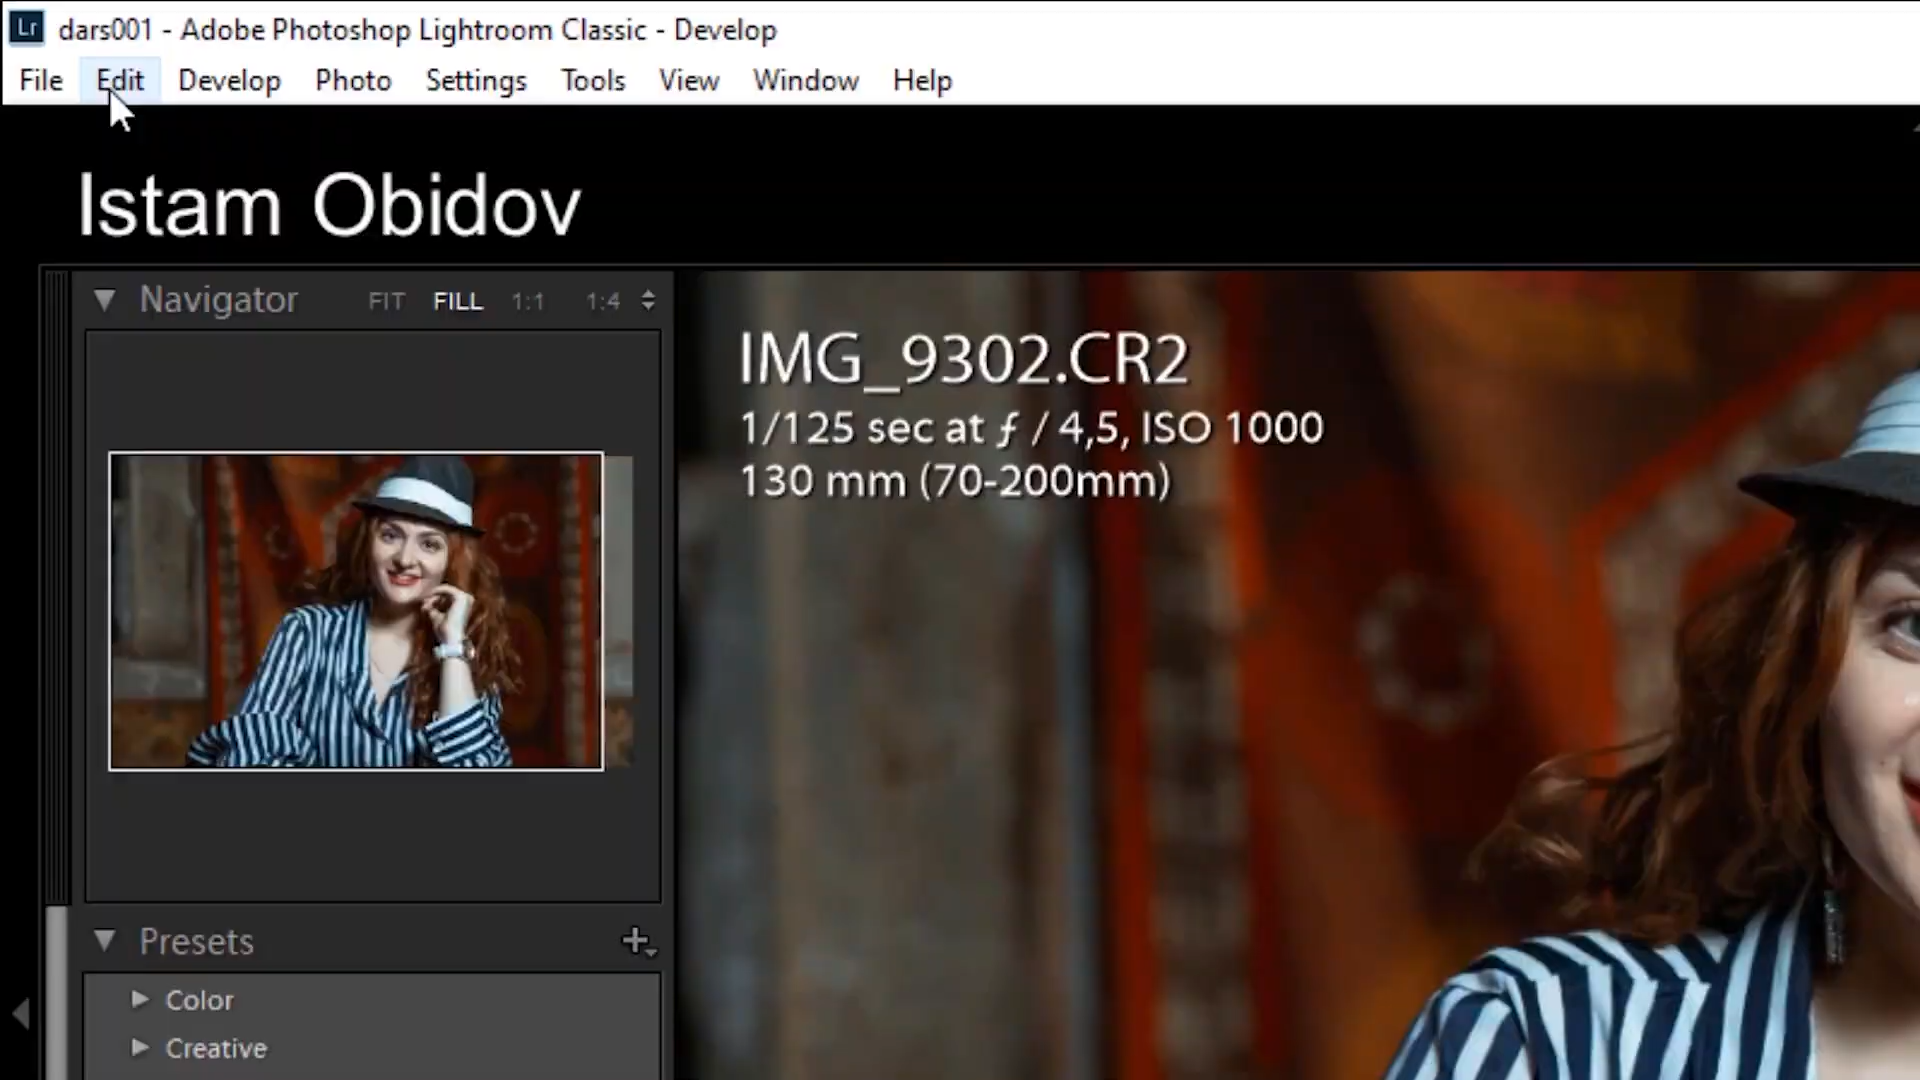 Lr dars001 - Adobe Photoshop Lightroom Classic - Develop
File Edit Develop Photo Settings Tools View Window Help
Istam Obidov
Navigator FIT FILL 1:1 1:4
IMG_9302.CR2
1/125 sec at ƒ / 4,5, ISO 1000
130 mm (70-200mm)
Presets
Color
Creative